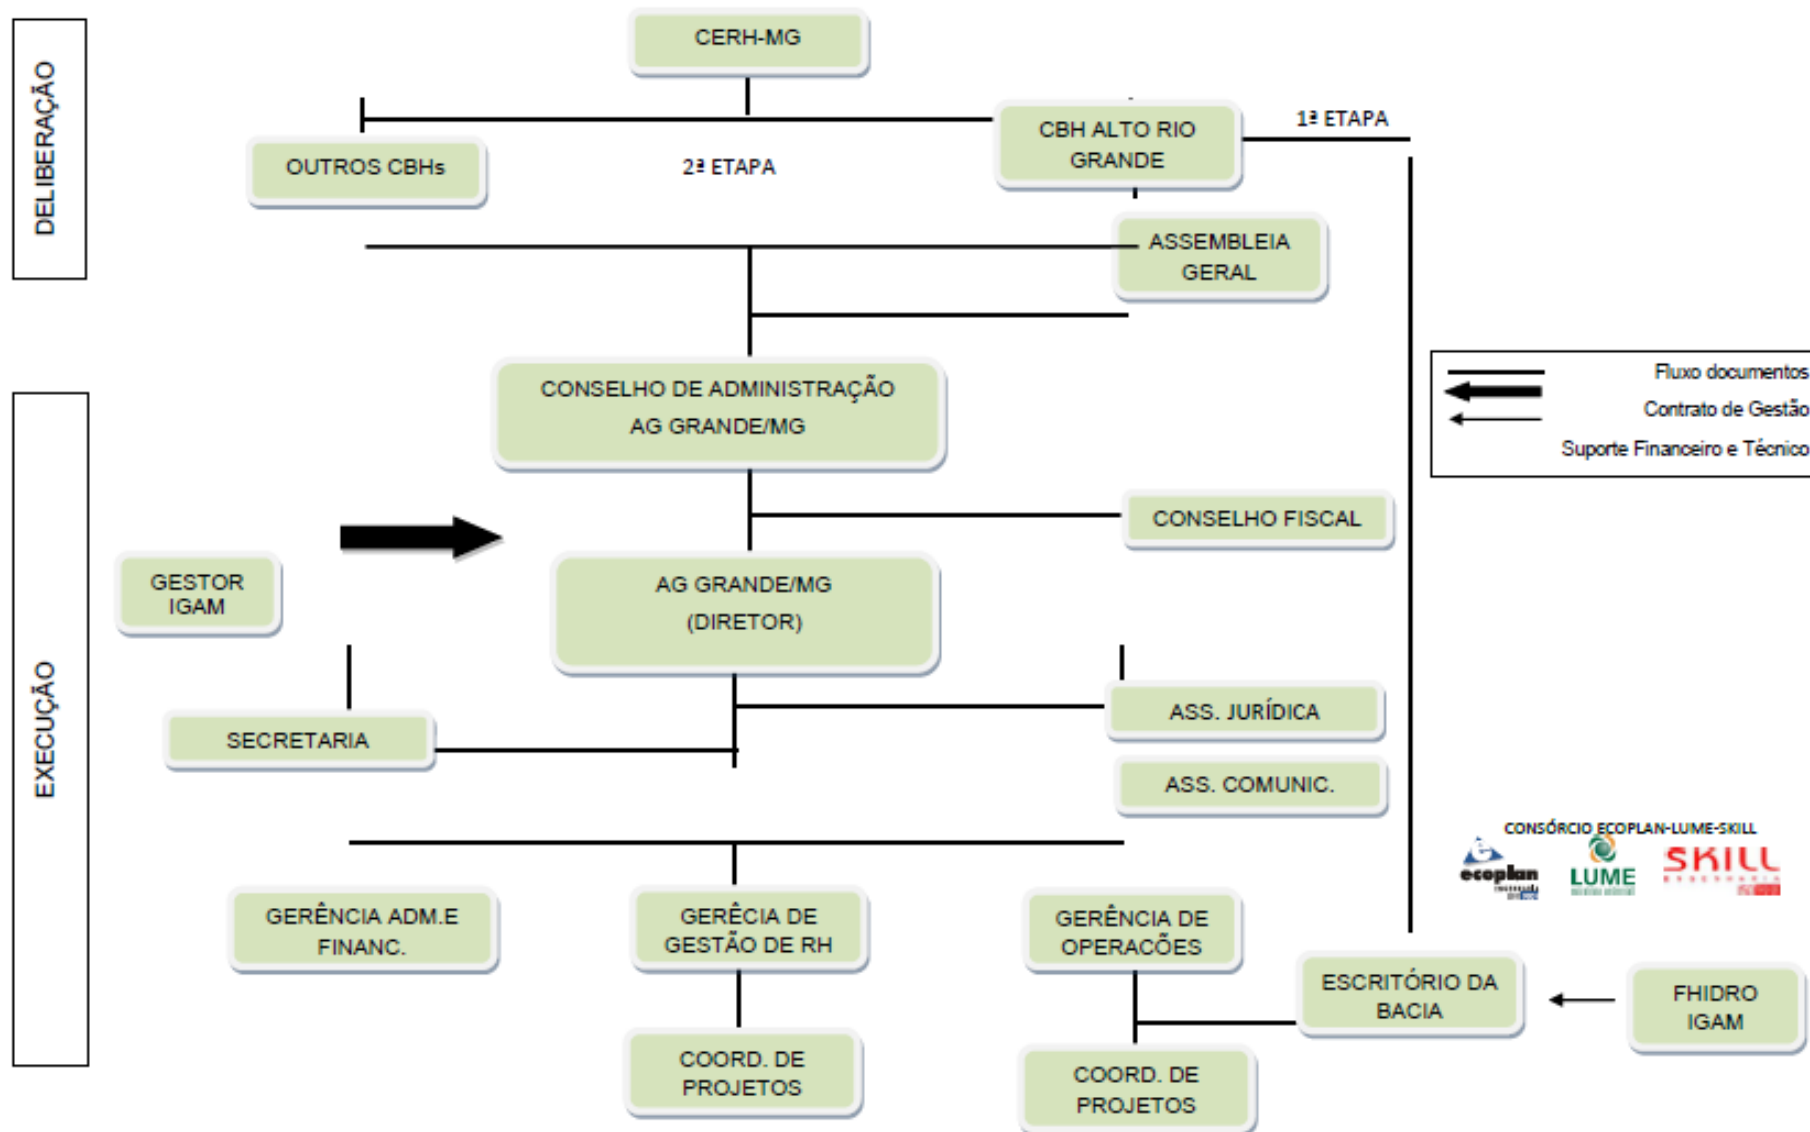 DELIBERAÇÃO
CERH-MG
OUTROS CBHs
2ª ETAPA
CBH ALTO RIO
GRANDE
1ª ETAPA
ASSEMBLEIA
GERAL
EXECUÇÃO
CONSELHO DE ADMINISTRAÇÃO
AG GRANDE/MG
Fluxo documentos
Contrato de Gestão
Suporte Financeiro e Técnico
CONSELHO FISCAL
GESTOR
IGAM
AG GRANDE/MG
(DIRETOR)
SECRETARIA
ASS. JURÍDICA
ASS. COMUNIC.
CONSÓRCIO ECOPLAN-LUME-SKILL
ecoplan
LUME
SKILL
GERÊNCIA ADM.E
FINANC.
GERÊCIA DE
GESTÃO DE RH
GERÊNCIA DE
OPERACÕES
ESCRITÓRIO DA
BACIA
FHIDRO
IGAM
COORD. DE
PROJETOS
COORD. DE
PROJETOS